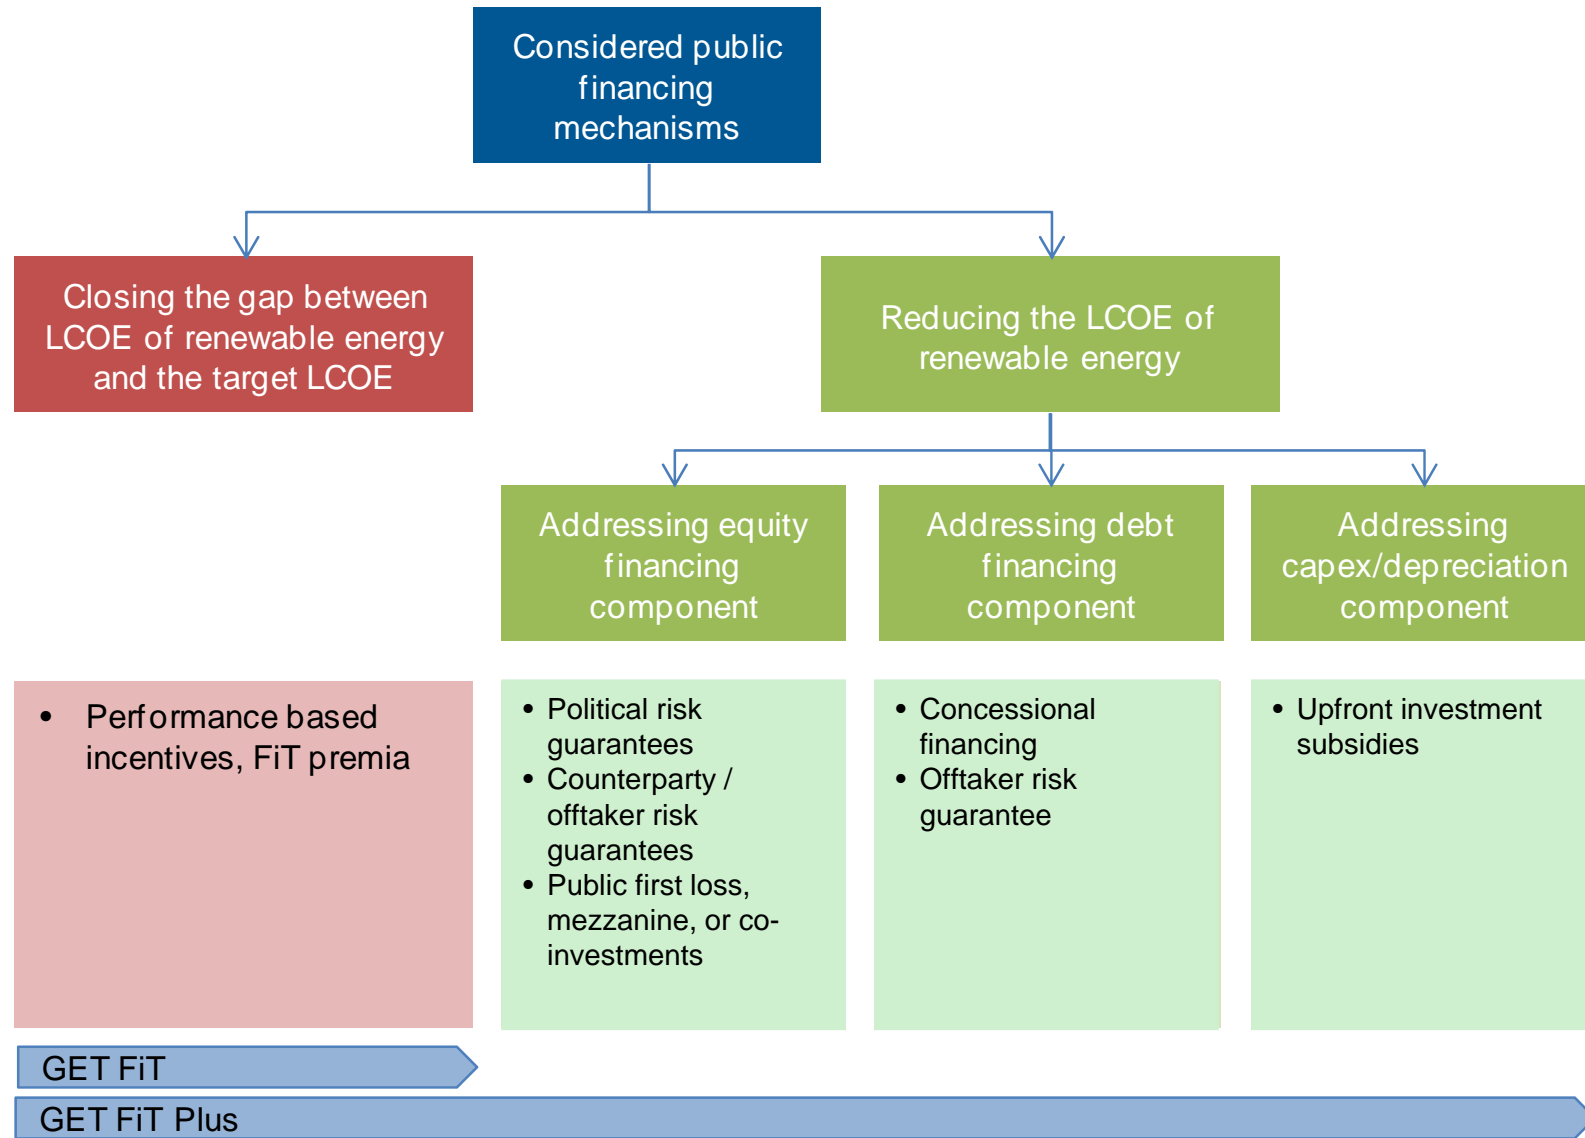 Considered public
financing
mechanisms
Closing the gap between
LCOE of renewable energy
and the target LCOE
Reducing the LCOE of
renewable energy
Addressing equity
financing
component
Addressing debt
financing
component
Addressing
capex/depreciation
component
• Performance based
incentives, FiT premia
• Political risk
guarantees
• Counterparty /
offtaker risk
guarantees
• Public first loss,
mezzanine, or co-
investments
• Concessional
financing
• Offtaker risk
guarantee
• Upfront investment
subsidies
GET FiT
GET FiT Plus